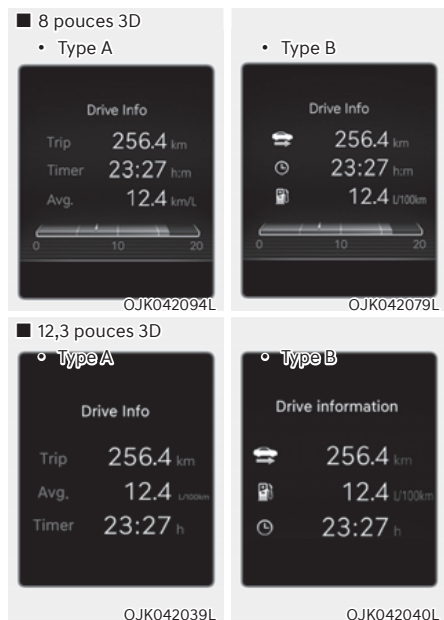 ■ 8 pouces 3D
• Type A
Drive Info
Trip 256.4 km
Timer 23:27 h:m
Avg. 12.4 km/L
0 10 20
OJK042094L
• Type B
Drive Info
256.4 km
23:27 h:m
12.4 L/100km
0 10 20
OJK042079L
■ 12,3 pouces 3D
• Type A
Drive Info
Trip 256.4 km
Avg. 12.4 L/100km
Timer 23:27 h
OJK042039L
• Type B
Drive information
256.4 km
12.4 L/100km
23:27 h
OJK042040L